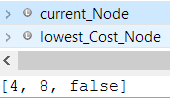 current_Node
lowest_Cost_Node
[4, 8, false]